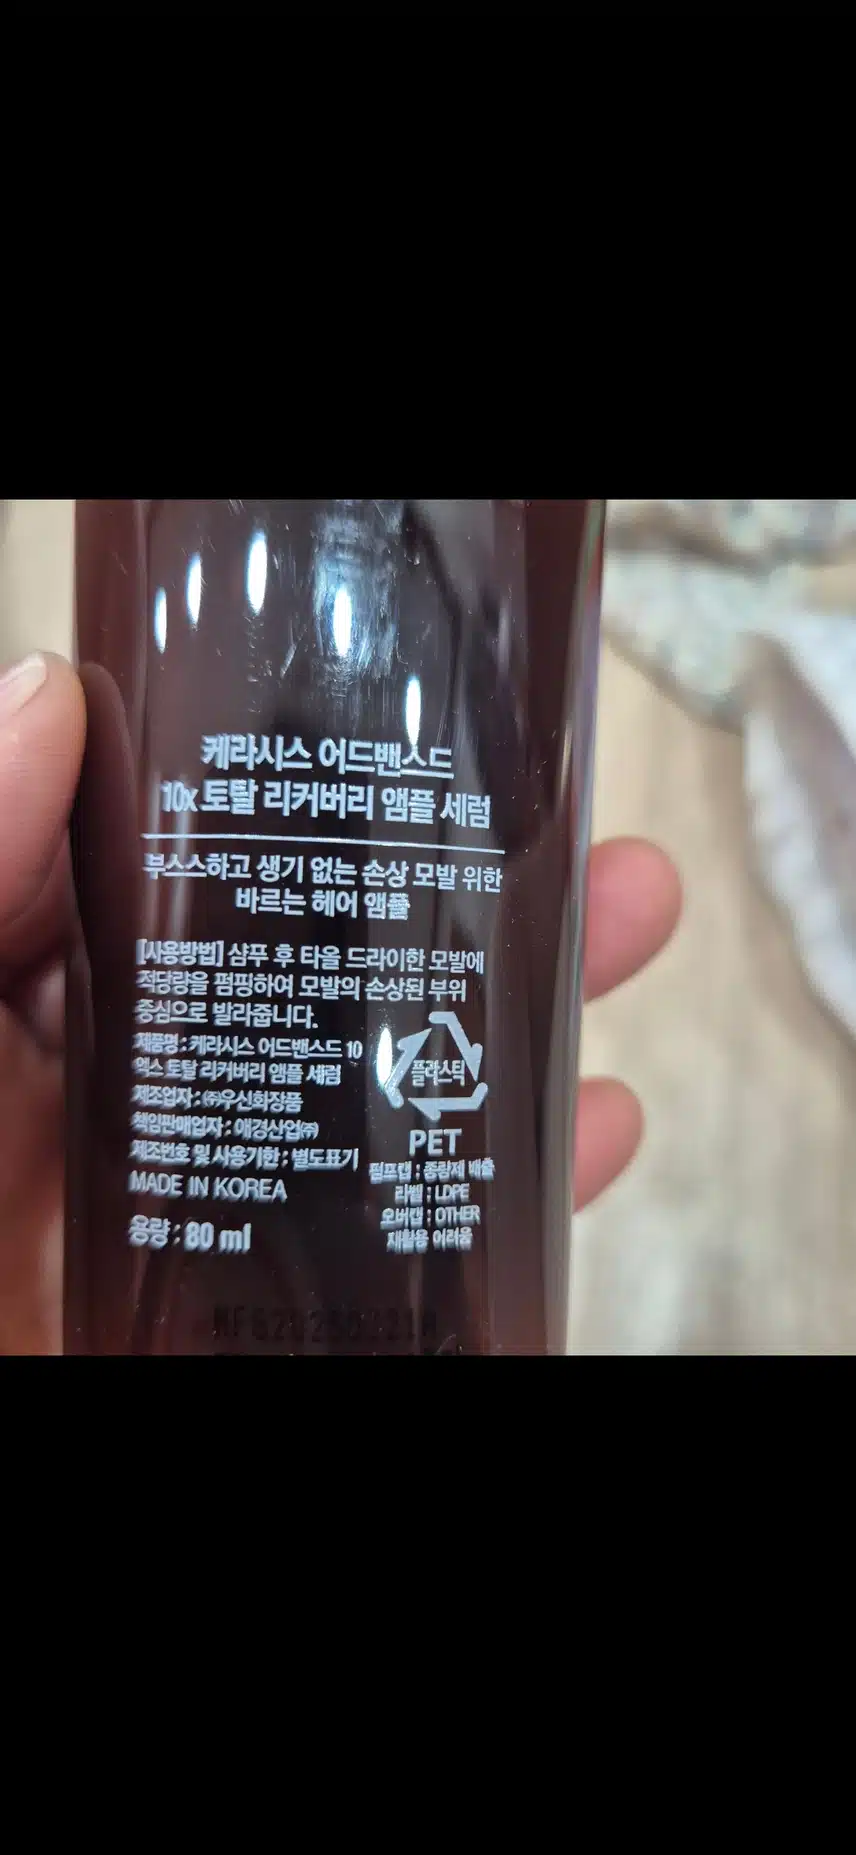 케라시스 어드밴스드
10x 토탈 리커버리 앰플 세럼
부스스하고 생기 없는 손상 모발 위한
바르는 헤어 앰플
[사용방법] 샴푸 후 타올 드라이한 모발에
적당량을 펌핑하여 모발의 손상된 부위
중심으로 발라줍니다.
제품명 : 케라시스 어드밴스드 10
엑스 토탈 리커버리 앰플 세럼
제조업자 : ㈜우신화장품
책임판매업자 : 애경산업㈜
제조번호 및 사용기한 : 별도표기
MADE IN KOREA
용량 : 80 ml
플라스틱
PET
펌프캡 : 종량제 배출
라벨 : LDPE
오버캡 : OTHER
재활용 어려움